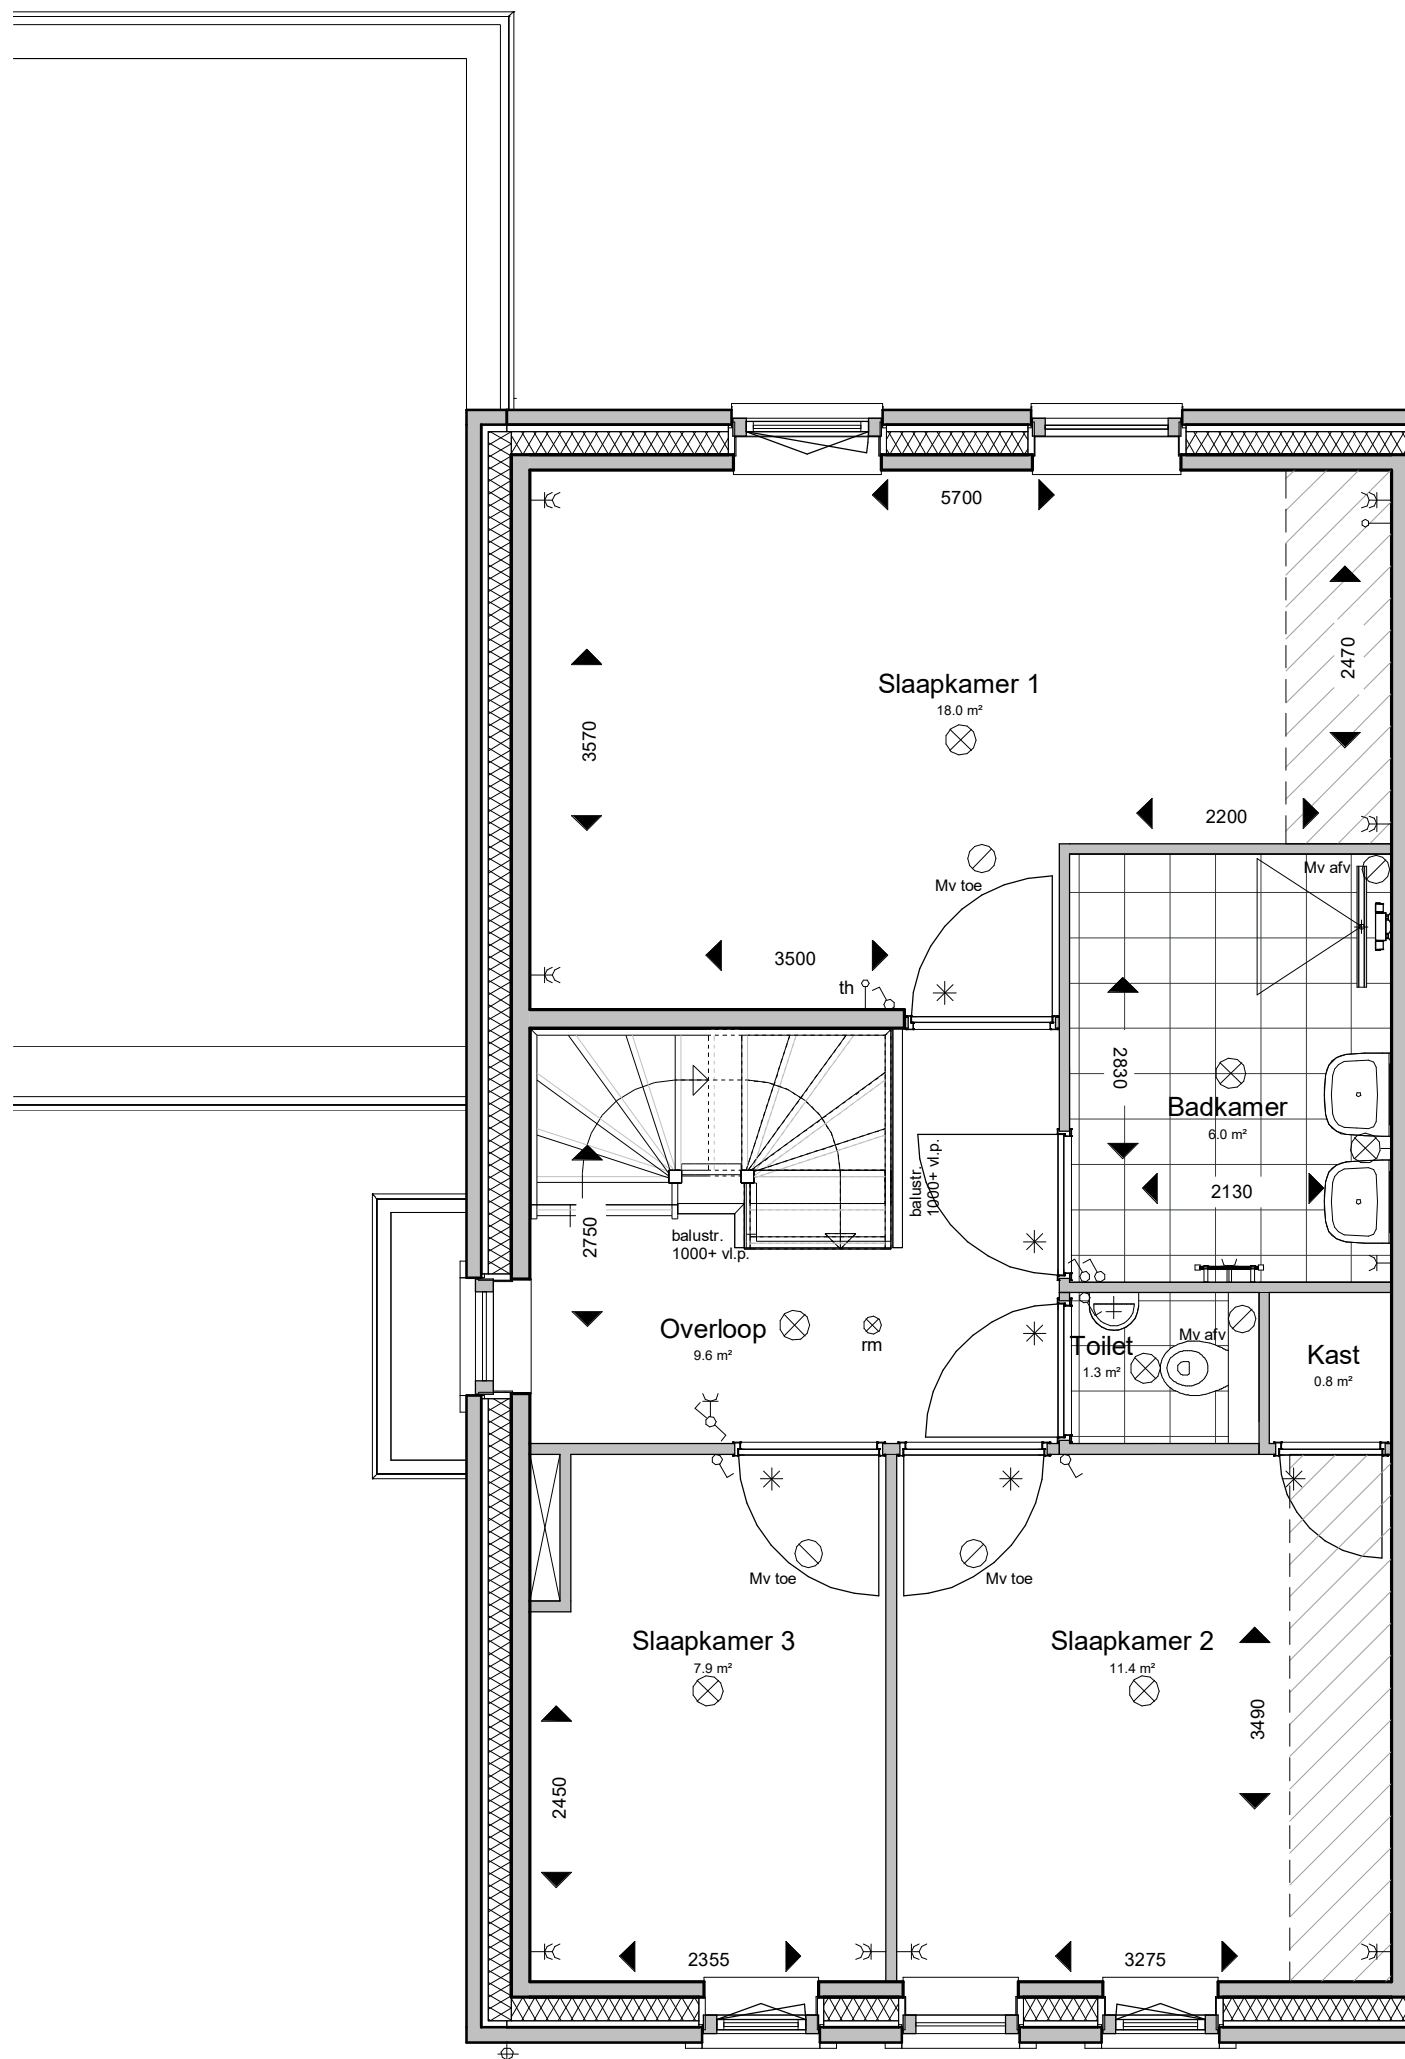 5700
2470
Slaapkamer 1
18.0 m²
3570
2200
Mv toe
Mv afv
3500
th
2830
Badkamer
6.0 m²
2130
balustr.
1000+ vl.p.
2750
balustr.
1000+ vl.p.
Overloop
9.6 m²
rm
Toilet
1.3 m²
Mv afv
Kast
0.8 m²
Mv toe
Mv toe
Slaapkamer 3
7.9 m²
Slaapkamer 2
11.4 m²
3490
2450
2355
3275